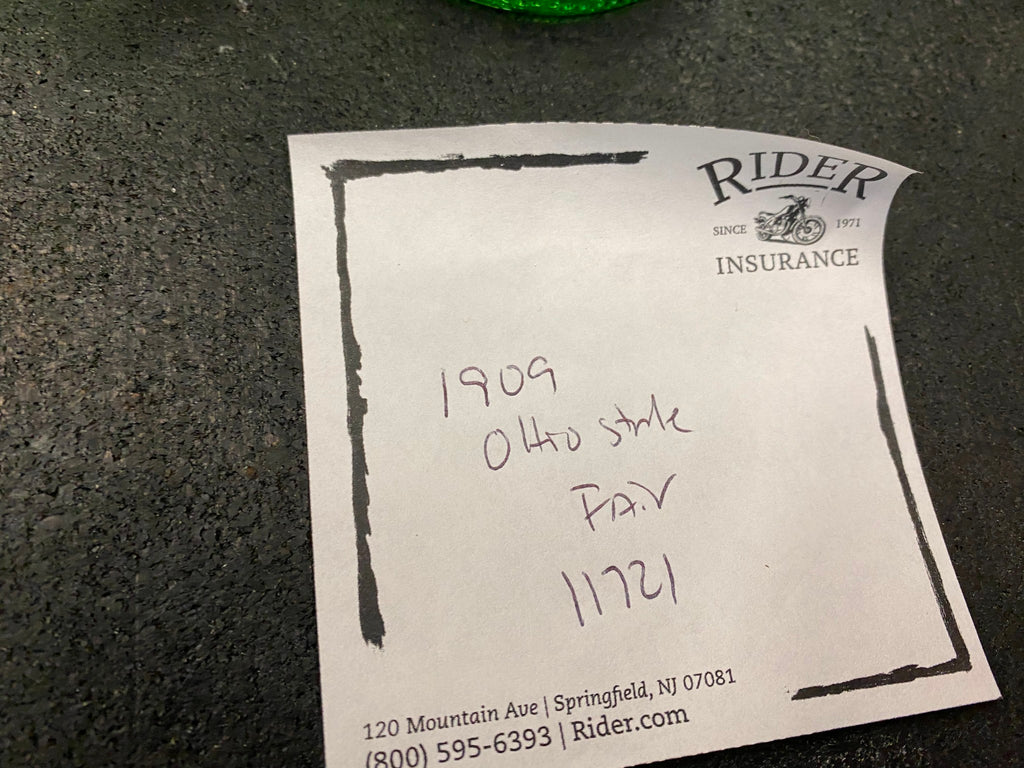 RIDER
SINCE 1971
INSURANCE
1909
OHIO state
FAIR
11721
120 Mountain Ave | Springfield, NJ 07081
(800) 595-6393 | Rider.com